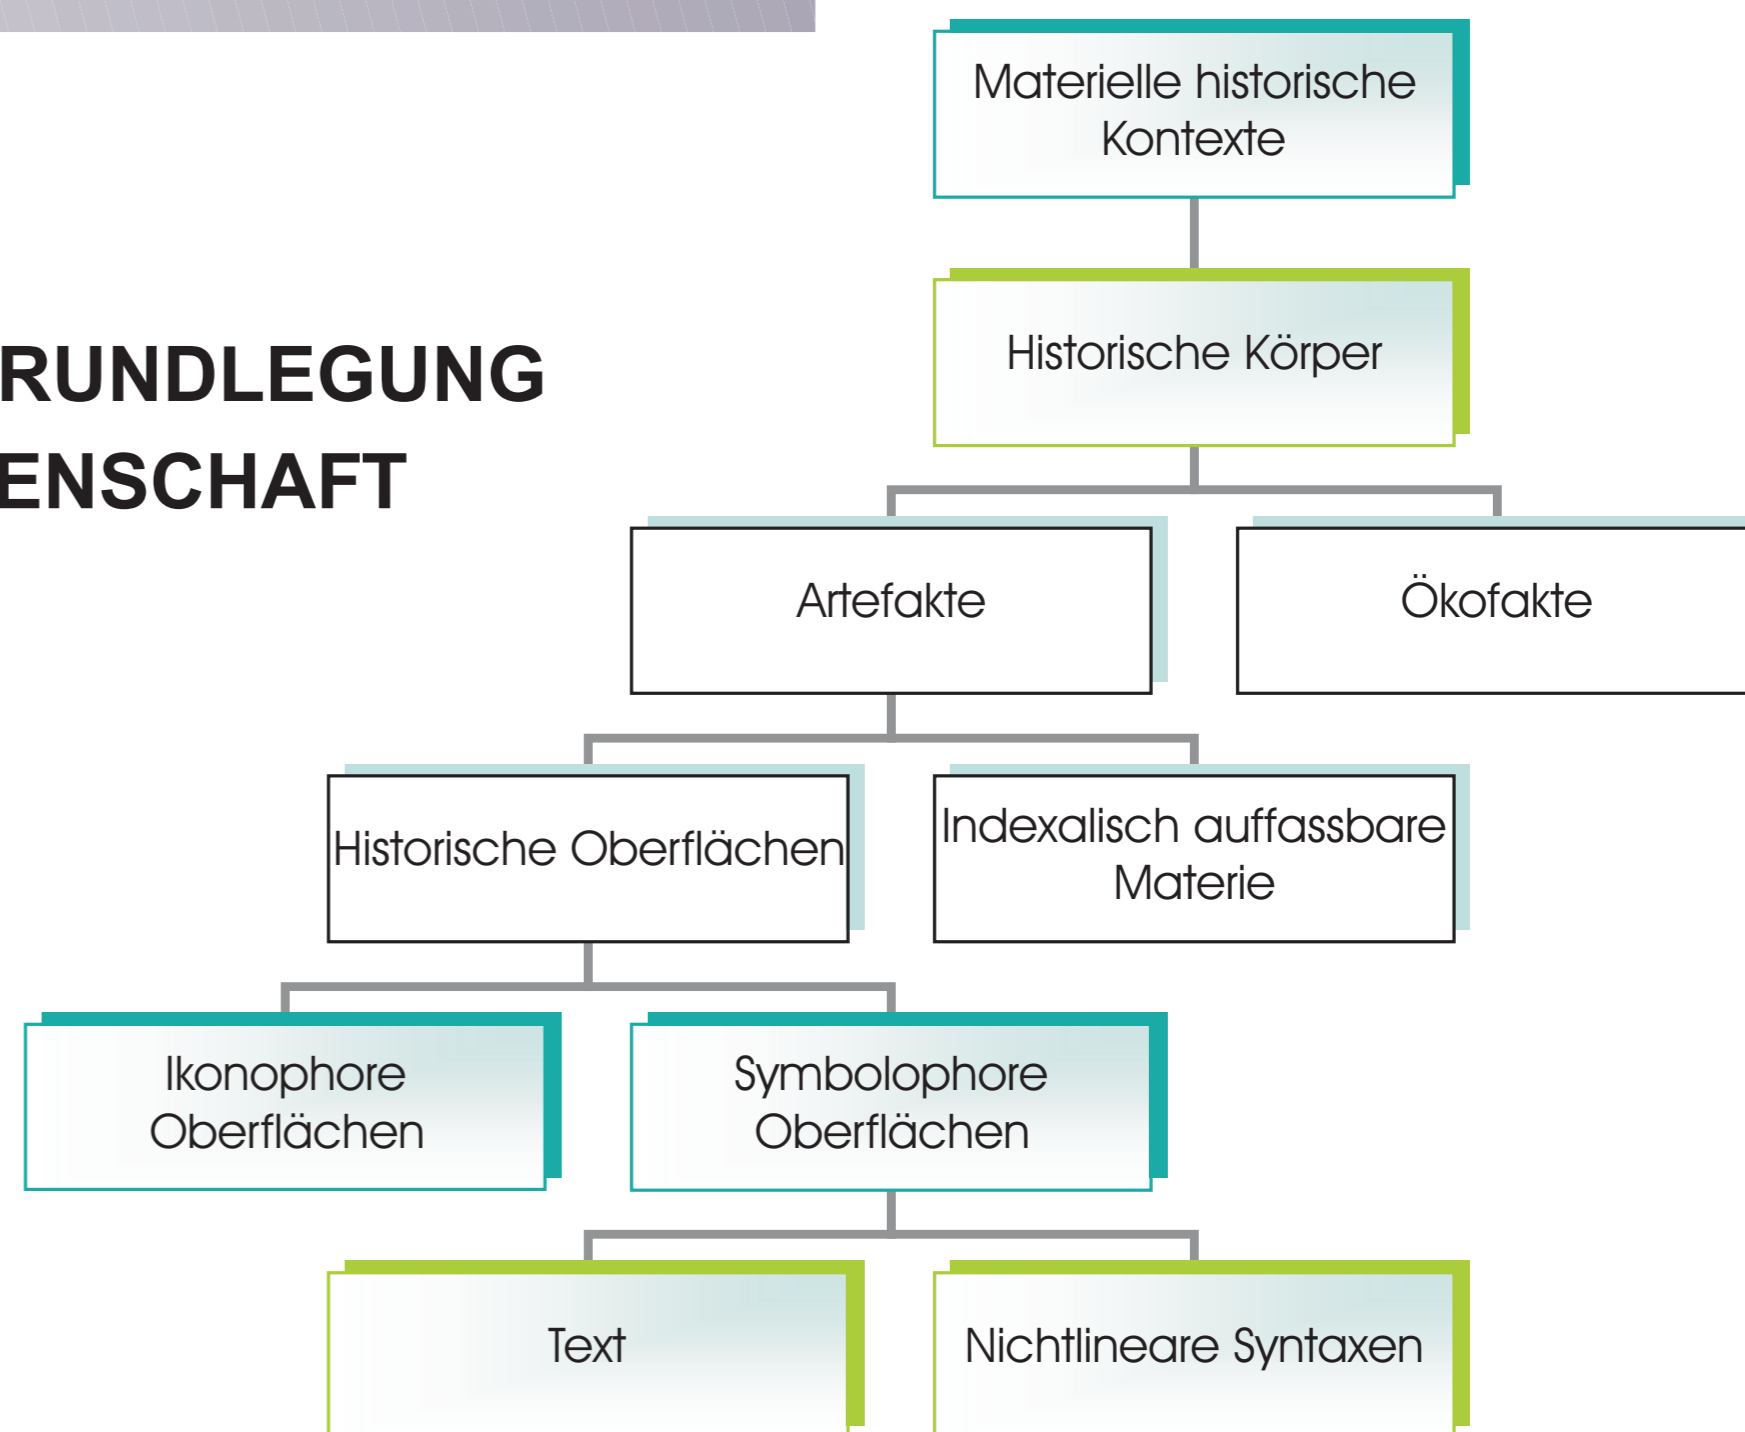 Materielle historische
Kontexte
Historische Körper
RUNDLEGUNG
ENSCHAFT
Artefakte
Ökofakte
Historische Oberflächen
Indexalisch auffassbare
Materie
Ikonophore
Oberflächen
Symbolophore
Oberflächen
Text
Nichtlineare Syntaxen